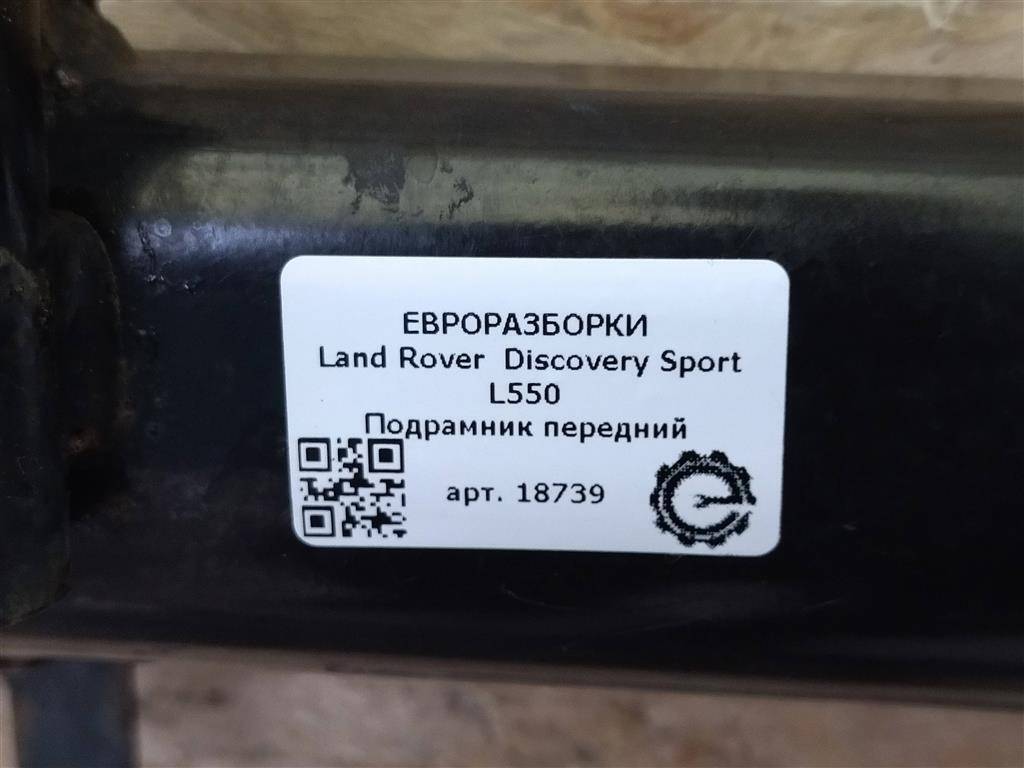 ЕВРОРАЗБОРКИ
Land Rover Discovery Sport
L550
Подрамник передний
арт. 18739